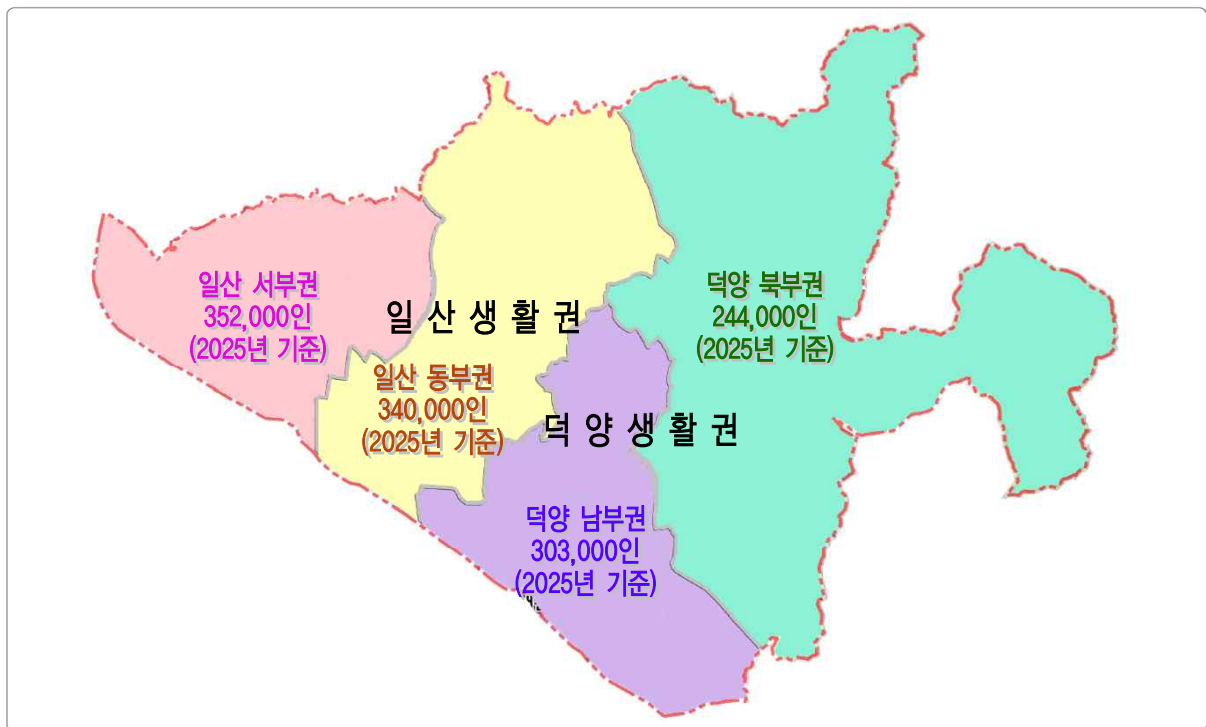 일산 서부권
352,000인
(2025년 기준)
일산생활권
일산 동부권
340,000인
(2025년 기준)
덕양 북부권
244,000인
(2025년 기준)
덕양생활권
덕양 남부권
303,000인
(2025년 기준)